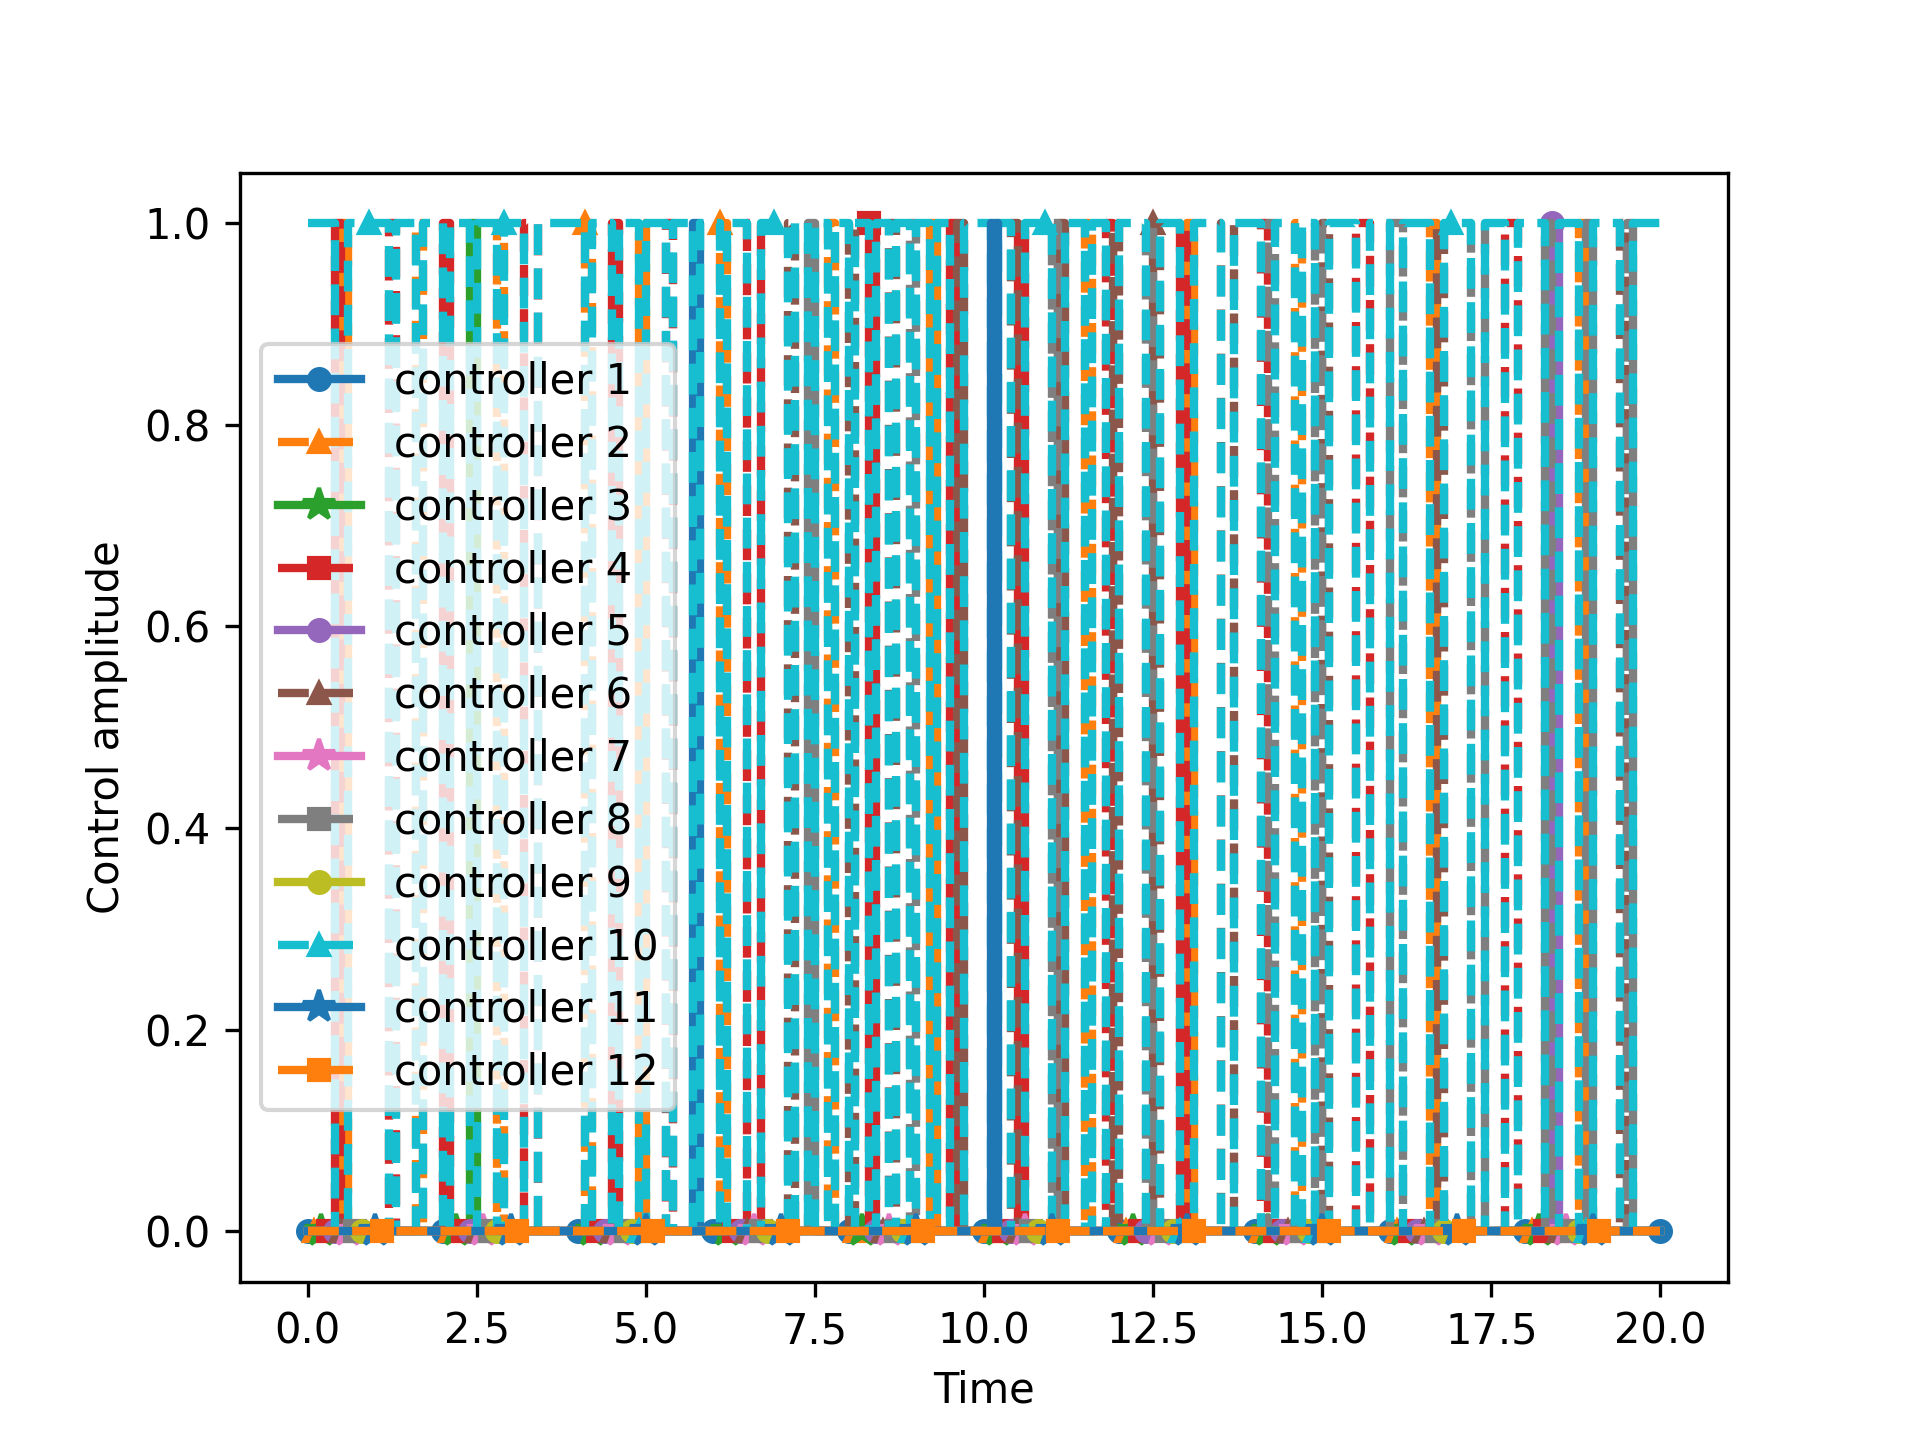 1.0
0.8
0.6
0.4
0.2
0.0
Control amplitude
controller 1
controller 2
controller 3
controller 4
controller 5
controller 6
controller 7
controller 8
controller 9
controller 10
controller 11
controller 12
0.0 2.5 5.0 7.5 10.0 12.5 15.0 17.5 20.0
Time